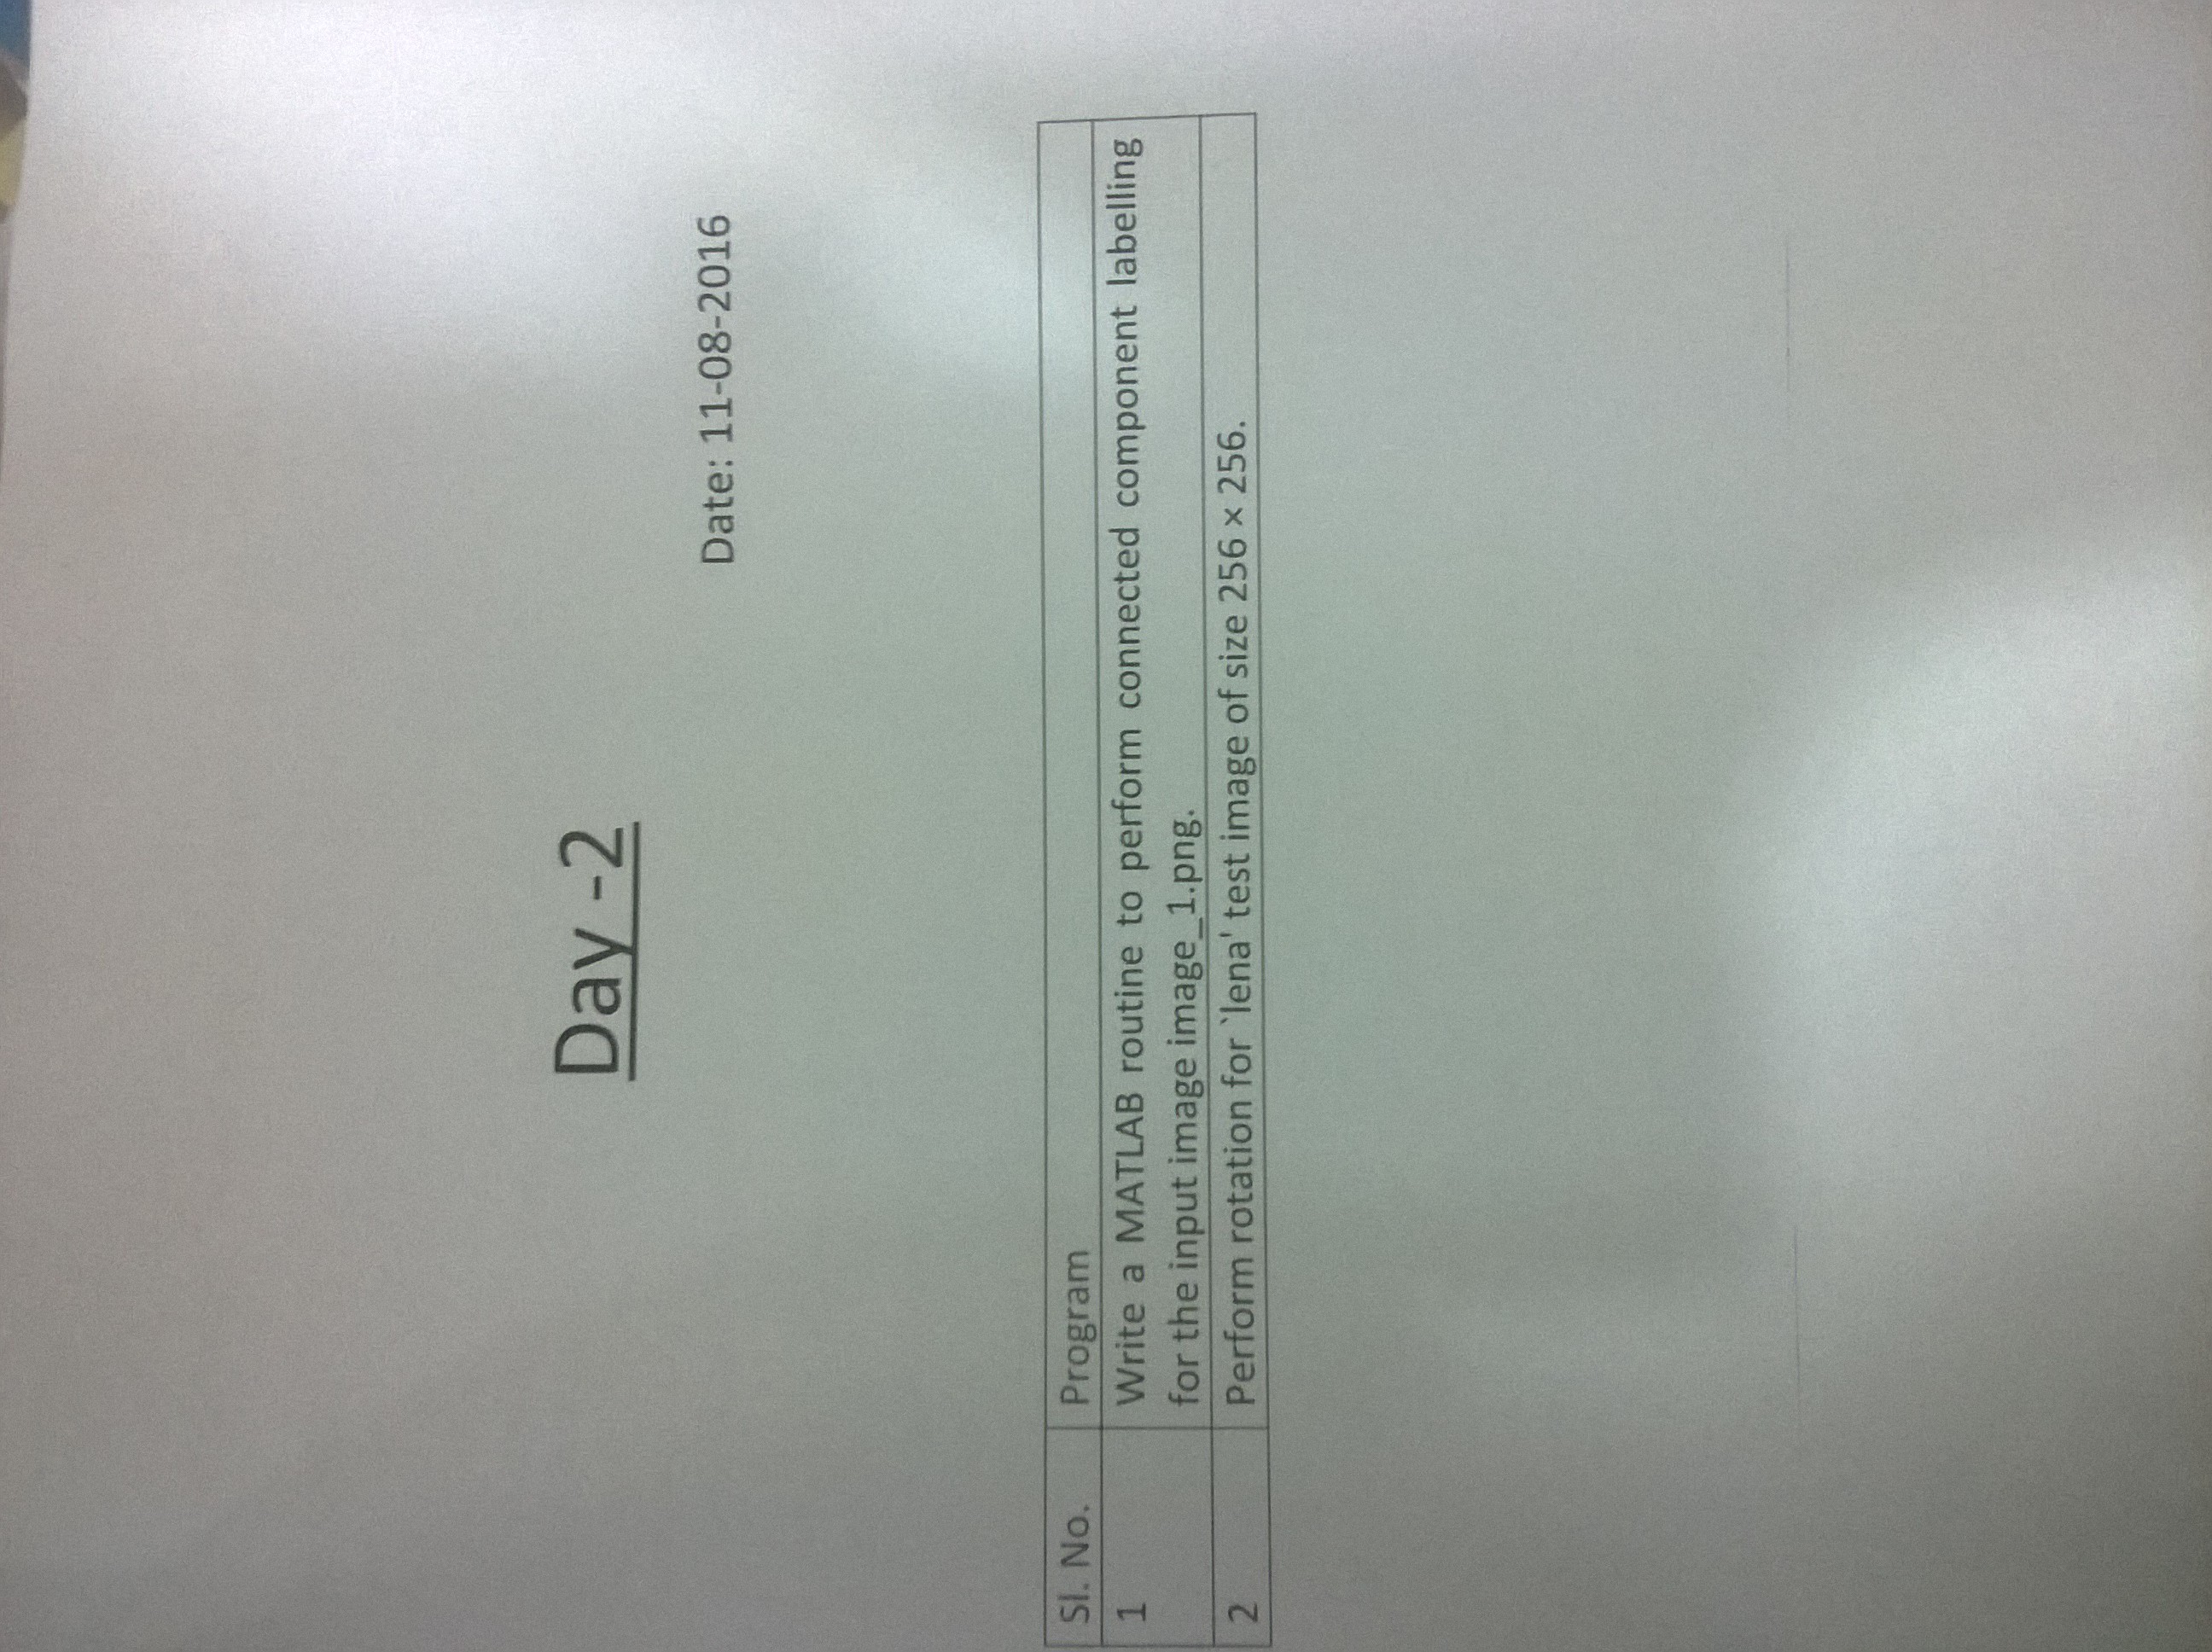 Day -2
Date: 11-08-2016
Sl. No. Program
1 Write a MATLAB routine to perform connected component labelling
for the input image image_1.png.
2 Perform rotation for `lena' test image of size 256 × 256.